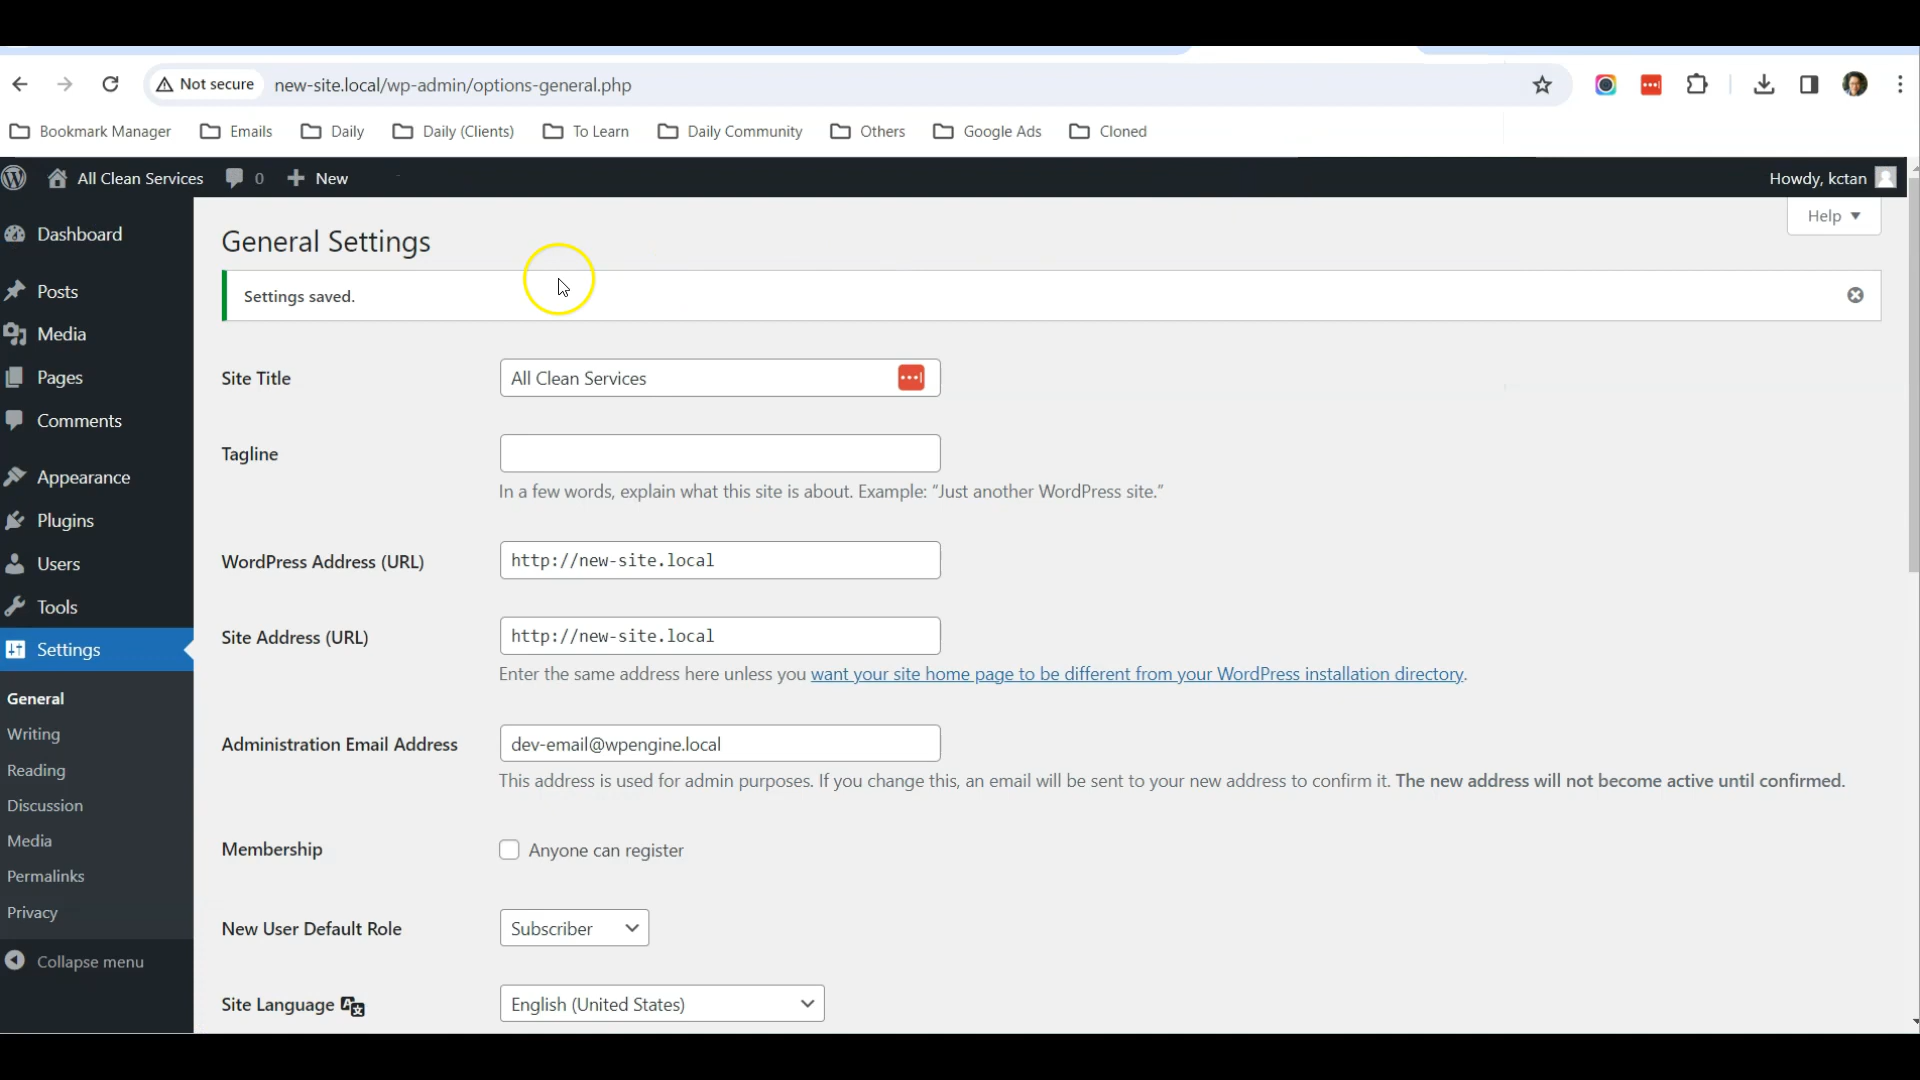 Not secure new-site.local/wp-admin/options-general.php
Bookmark Manager Emails Daily Daily (Clients) To Learn Daily Community Others Google Ads Cloned
All Clean Services 0 New Howdy, kctan
Help
Dashboard
Posts
Media
Pages
Comments
Appearance
Plugins
Users
Tools
Settings
General
Writing
Reading
Discussion
Media
Permalinks
Privacy
Collapse menu
General Settings
Settings saved.
Site Title All Clean Services
Tagline
In a few words, explain what this site is about. Example: “Just another WordPress site.”
WordPress Address (URL) http://new-site.local
Site Address (URL) http://new-site.local
Enter the same address here unless you want your site home page to be different from your WordPress installation directory.
Administration Email Address dev-email@wpengine.local
This address is used for admin purposes. If you change this, an email will be sent to your new address to confirm it. The new address will not become active until confirmed.
Membership Anyone can register
New User Default Role Subscriber
Site Language English (United States)